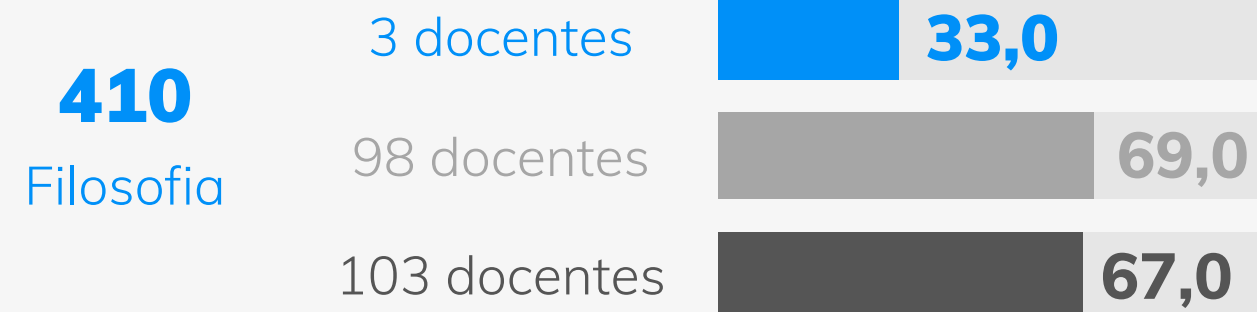 3 docentes 33,0
410
Filosofia
98 docentes 69,0
103 docentes 67,0